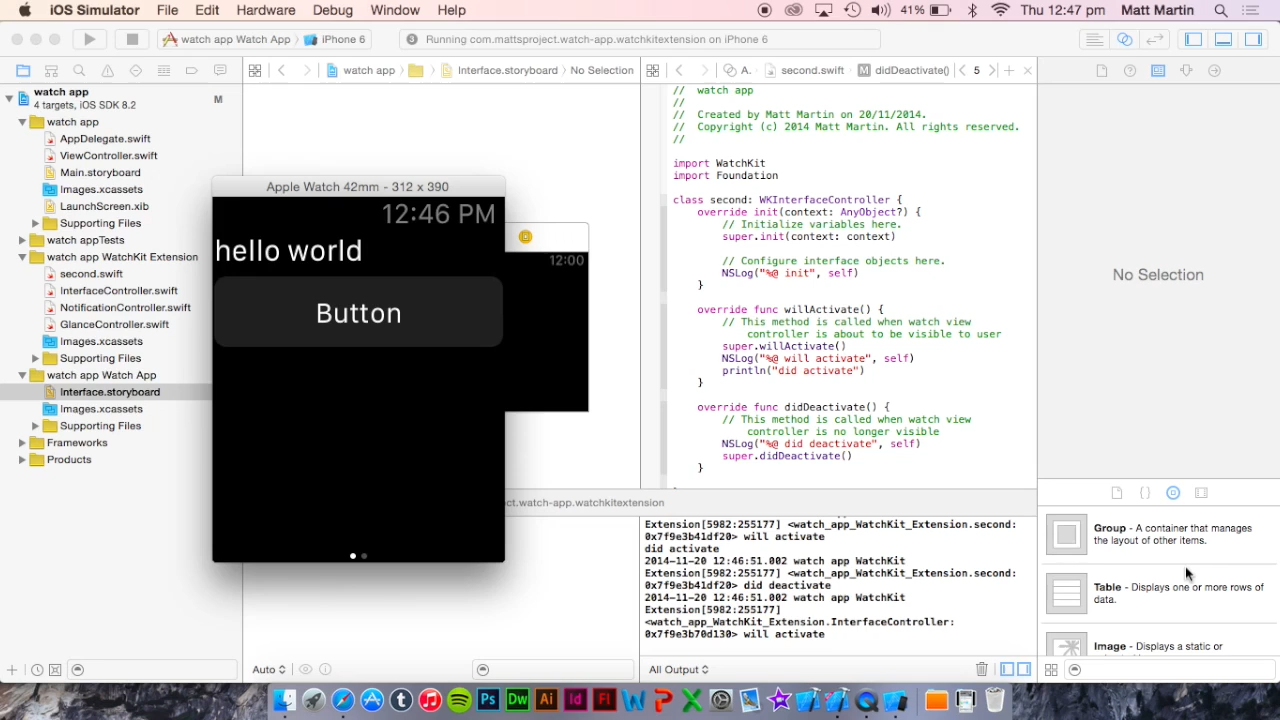 iOS Simulator File Edit Hardware Debug Window Help 41% Thu 12:47 pm Matt Martin
watch app Watch App iPhone 6 Running com.mattsproject.watch-app.watchkitextension on iPhone 6
3
watch app Interface.storyboard No Selection A. second.swift M didDeactivate() 5
watch app
4 targets, iOS SDK 8.2
M
watch app
AppDelegate.swift
ViewController.swift
Main.storyboard
Images.xcassets
LaunchScreen.xib
Supporting Files
watch appTests
watch app WatchKit Extension
second.swift
InterfaceController.swift
NotificationController.swift
GlanceController.swift
Images.xcassets
Supporting Files
watch app Watch App
Interface.storyboard
Images.xcassets
Supporting Files
Frameworks
Products
Apple Watch 42mm - 312 x 390
12:46 PM
hello world
Button
12:00
// watch app
//
// Created by Matt Martin on 20/11/2014.
// Copyright (c) 2014 Matt Martin. All rights reserved.
//
import WatchKit
import Foundation
class second: WKInterfaceController {
override init(context: AnyObject?) {
// Initialize variables here.
super.init(context: context)
// Configure interface objects here.
NSLog("%@ init", self)
}
override func willActivate() {
// This method is called when watch view
controller is about to be visible to user
super.willActivate()
NSLog("%@ will activate", self)
println("did activate")
}
override func didDeactivate() {
// This method is called when watch view
controller is no longer visible
NSLog("%@ did deactivate", self)
super.didDeactivate()
}
ct.watch-app.watchkitextension
Extension[5982:255177] <watch_app_WatchKit_Extension.second:
0x7f9e3b41df20> will activate
did activate
2014-11-20 12:46:51.002 watch app WatchKit
Extension[5982:255177] <watch_app_WatchKit_Extension.second:
0x7f9e3b41df20> did deactivate
2014-11-20 12:46:51.002 watch app WatchKit
Extension[5982:255177]
<watch_app_WatchKit_Extension.InterfaceController:
0x7f9e3b70d130> will activate
Auto
All Output
No Selection
Group - A container that manages
the layout of other items.
Table - Displays one or more rows of
data.
Image - Displays a static or
Ps Dw Ai Id Fl W P X